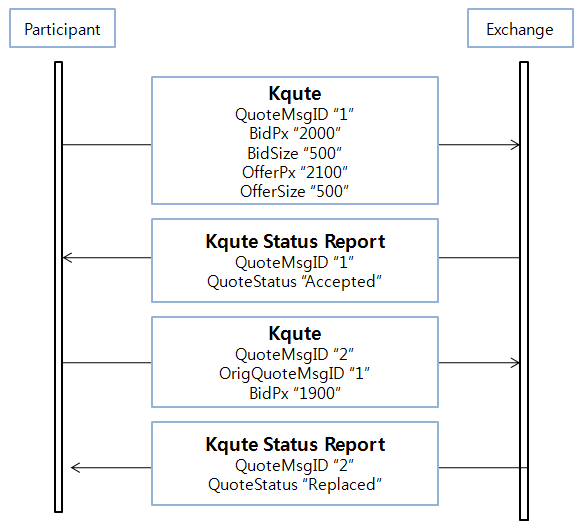 Participant
Exchange
Kqute
QuoteMsgID “1”
BidPx “2000”
BidSize “500”
OfferPx “2100”
OfferSize “500”
Kqute Status Report
QuoteMsgID “1”
QuoteStatus “Accepted”
Kqute
QuoteMsgID “2”
OrigQuoteMsgID “1”
BidPx “1900”
Kqute Status Report
QuoteMsgID “2”
QuoteStatus “Replaced”